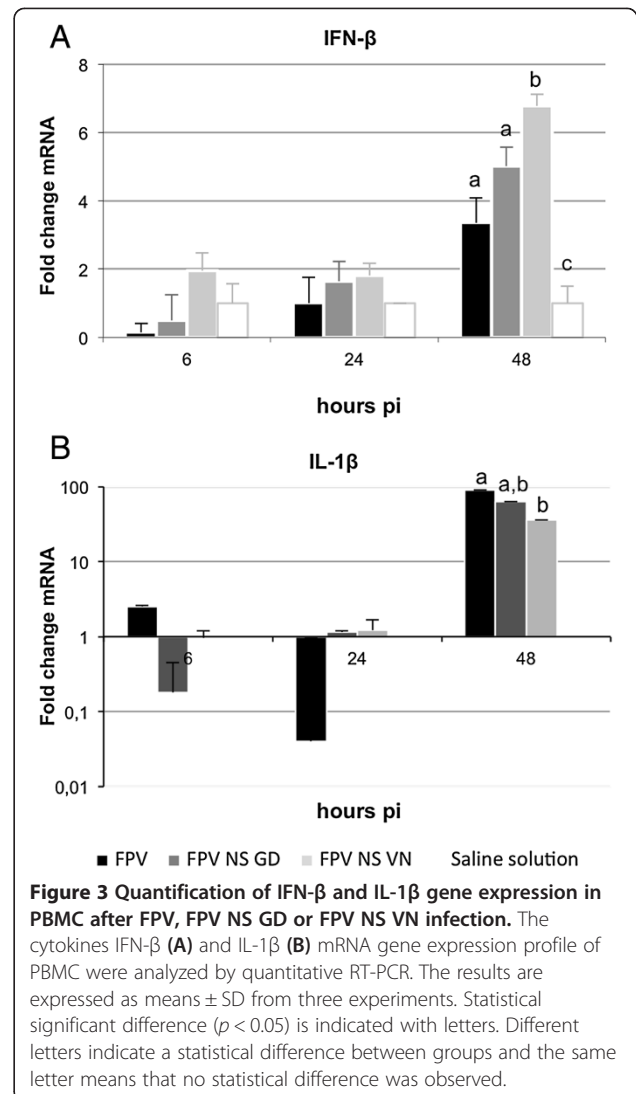 A
IFN-β
8
6
4
2
0
Fold change mRNA
a
a
b
c
6 24 48
hours pi
B
IL-1β
100
10
1
0,1
0,01
Fold change mRNA
a
a,b
b
6 24 48
hours pi
■ FPV ■ FPV NS GD ■ FPV NS VN Saline solution
Figure 3 Quantification of IFN-β and IL-1β gene expression in
PBMC after FPV, FPV NS GD or FPV NS VN infection. The
cytokines IFN-β (A) and IL-1β (B) mRNA gene expression profile of
PBMC were analyzed by quantitative RT-PCR. The results are
expressed as means ± SD from three experiments. Statistical
significant difference (p < 0.05) is indicated with letters. Different
letters indicate a statistical difference between groups and the same
letter means that no statistical difference was observed.